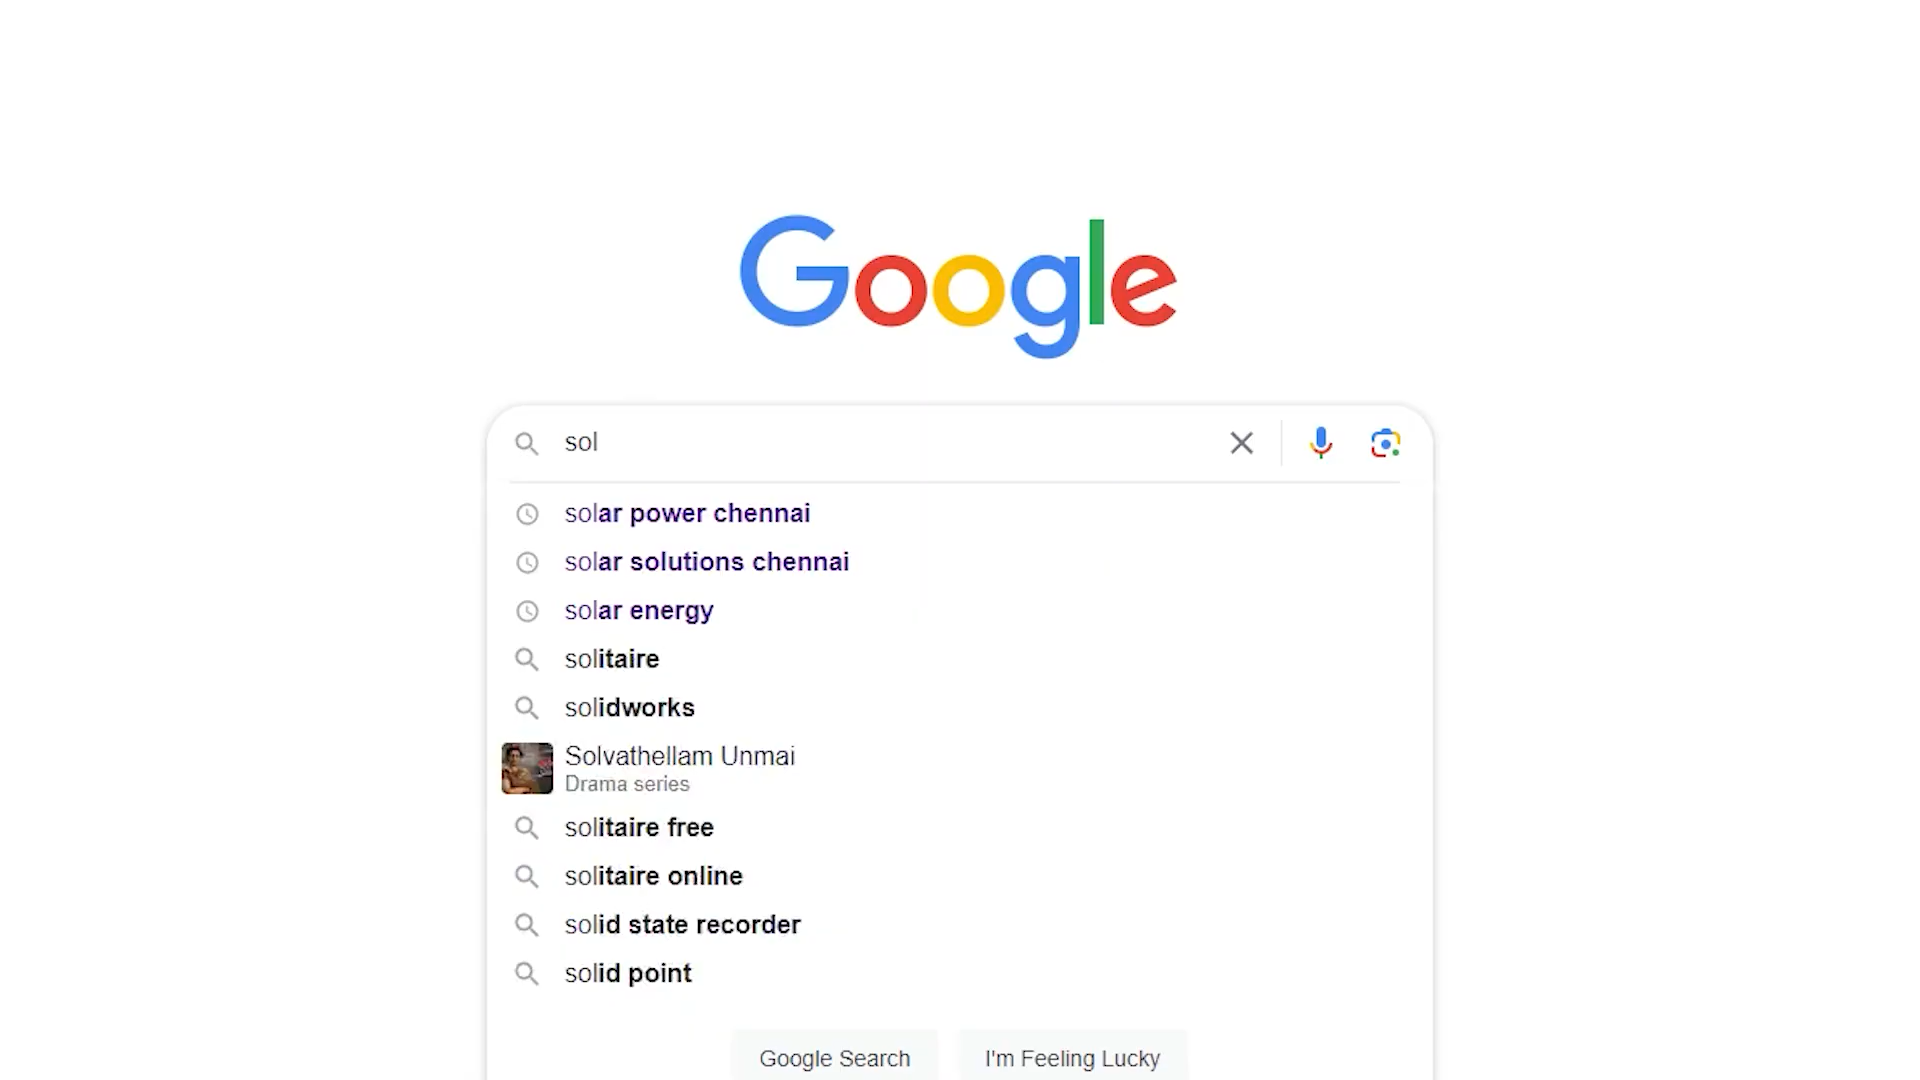 Google
sol
solar power chennai
solar solutions chennai
solar energy
solitaire
solidworks
Solvathellam Unmai
Drama series
solitaire free
solitaire online
solid state recorder
solid point
Google Search
I'm Feeling Lucky